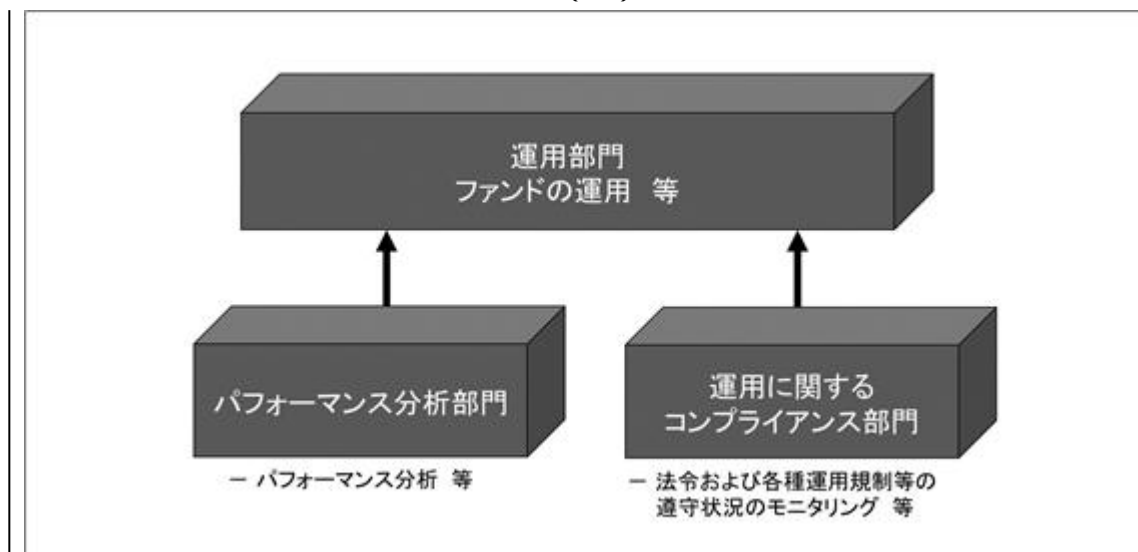 運用部門
ファンドの運用 等
パフォーマンス分析部門
運用に関する
コンプライアンス部門
－ パフォーマンス分析 等
－ 法令および各種運用規制等の
遵守状況のモニタリング 等